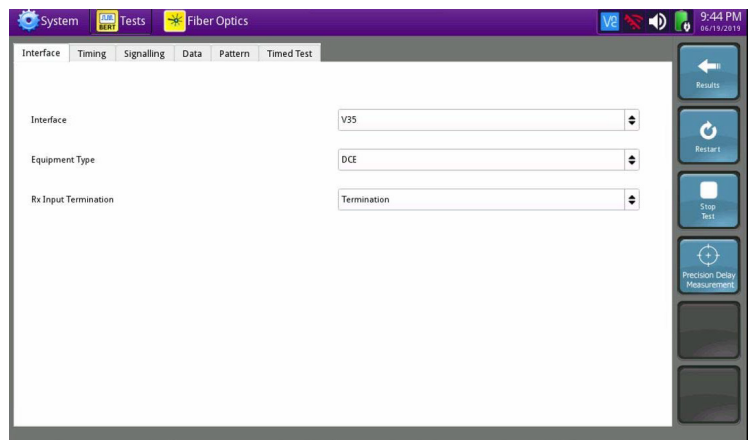 System
BERT
Tests
Fiber Optics
9:44 PM
06/19/2019
Interface
Timing
Signalling
Data
Pattern
Timed Test
Interface
V35
Equipment Type
DCE
Rx Input Termination
Termination
Results
Restart
Stop
Test
Precision Delay
Measurement